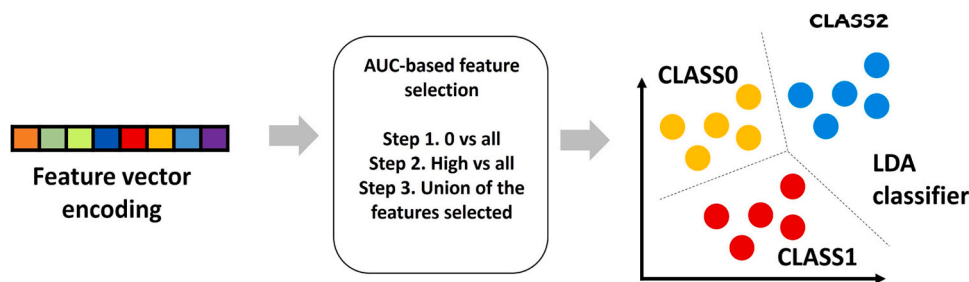 Feature vector
encoding
AUC-based feature
selection
Step 1. 0 vs all
Step 2. High vs all
Step 3. Union of the
features selected
CLASS0
CLASS2
LDA
classifier
CLASS1